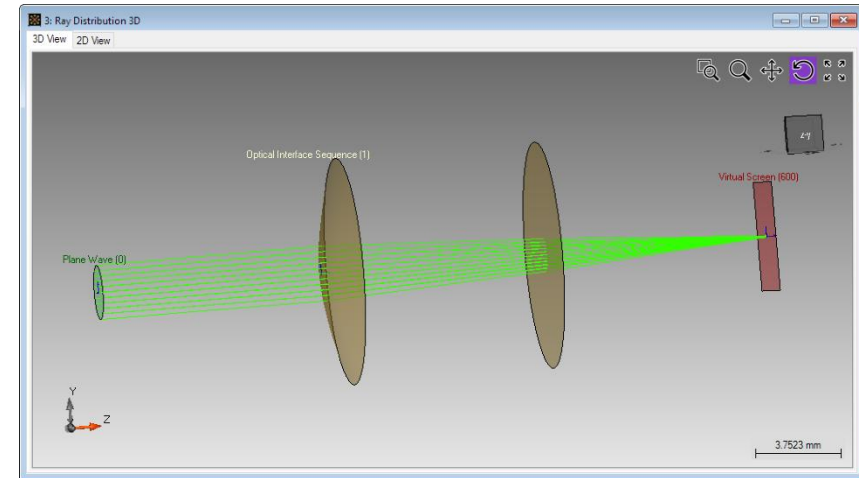 3: Ray Distribution 3D
3D View 2D View
Optical Interface Sequence (1)
Virtual Screen (600)
Plane Wave (0)
Y
Z
3.7523 mm